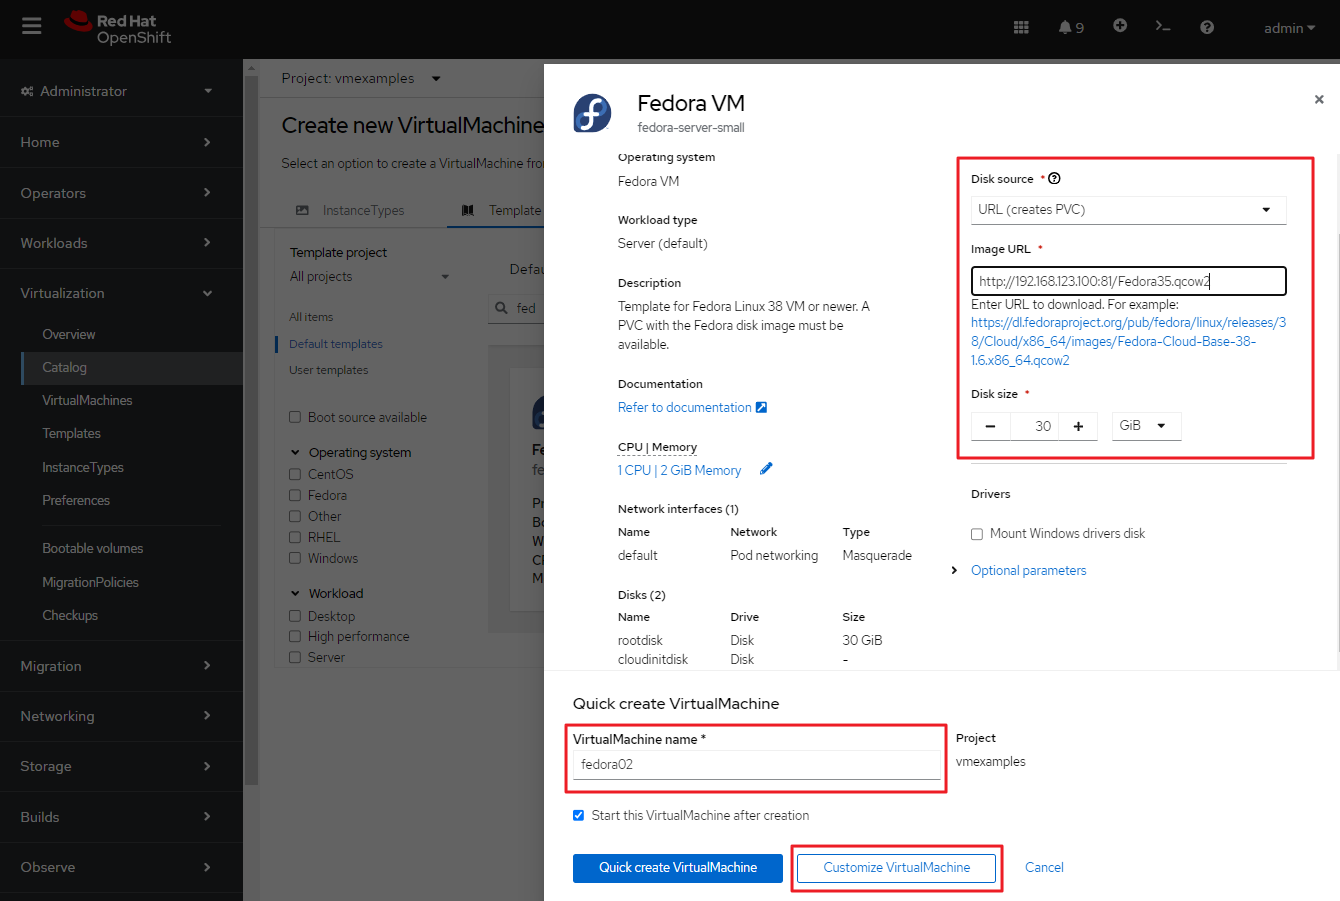 Red Hat
OpenShift
9
admin
Administrator
Home
Operators
Workloads
Virtualization
Overview
Catalog
VirtualMachines
Templates
InstanceTypes
Preferences
Bootable volumes
MigrationPolicies
Checkups
Migration
Networking
Storage
Builds
Observe
Project: vmexamples
Create new VirtualMachine
Select an option to create a VirtualMachine from
InstanceTypes
Template
Template project
All projects
All items
Default templates
User templates
Boot source available
Operating system
CentOS
Fedora
Other
RHEL
Windows
Workload
Desktop
High performance
Server
Defau
fed
Fe
fe
Pr
Bo
W
CP
M
Fedora VM
fedora-server-small
Operating system
Fedora VM
Workload type
Server (default)
Description
Template for Fedora Linux 38 VM or newer. A
PVC with the Fedora disk image must be
available.
Documentation
Refer to documentation
CPU | Memory
1 CPU | 2 GiB Memory
Network interfaces (1)
Name Network Type
default Pod networking Masquerade
Disks (2)
Name Drive Size
rootdisk Disk 30 GiB
cloudinitdisk Disk -
Disk source *
URL (creates PVC)
Image URL *
http://192.168.123.100:81/Fedora35.qcow2
Enter URL to download. For example:
https://dl.fedoraproject.org/pub/fedora/linux/releases/3
8/Cloud/x86_64/images/Fedora-Cloud-Base-38-
1.6.x86_64.qcow2
Disk size *
30 GiB
Drivers
Mount Windows drivers disk
Optional parameters
Quick create VirtualMachine
VirtualMachine name *
fedora02
Project
vmexamples
Start this VirtualMachine after creation
Quick create VirtualMachine
Customize VirtualMachine
Cancel